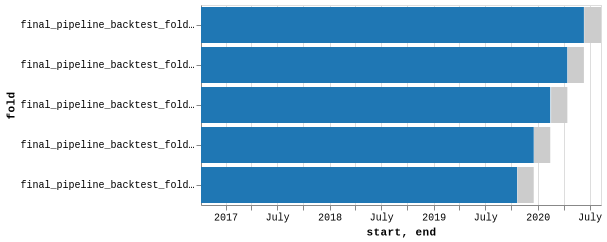 final_pipeline_backtest_fold…
final_pipeline_backtest_fold…
final_pipeline_backtest_fold…
final_pipeline_backtest_fold…
final_pipeline_backtest_fold…
fold
2017 July 2018 July 2019 July 2020 July
start, end